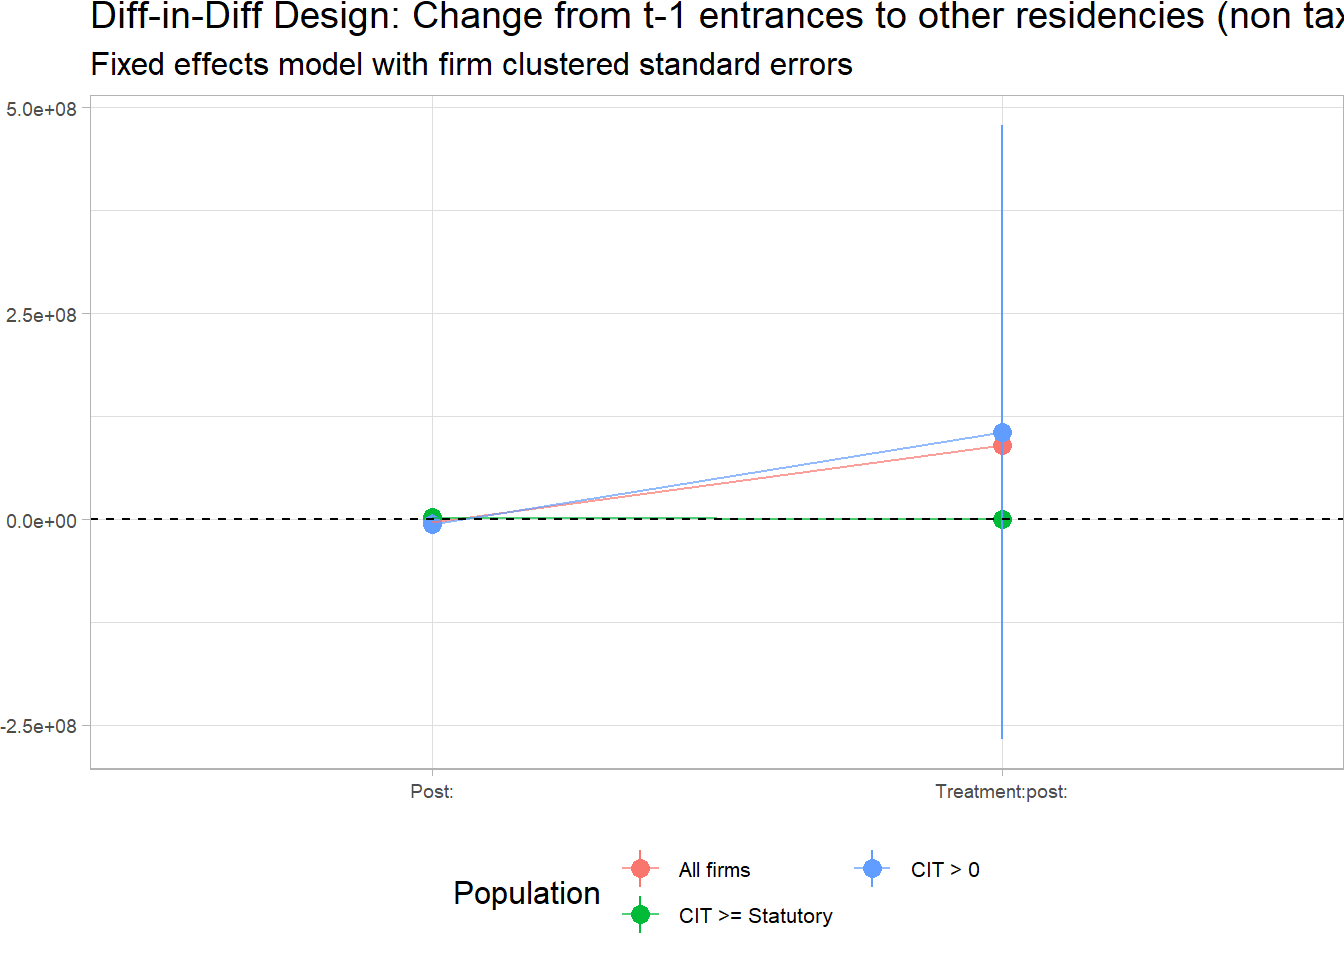 Diff-in-Diff Design: Change from t-1 entrances to other residencies (non tax
Fixed effects model with firm clustered standard errors
5.0e+08
2.5e+08
0.0e+00
-2.5e+08
Post:
Treatment:post:
Population
All firms
CIT > 0
CIT >= Statutory